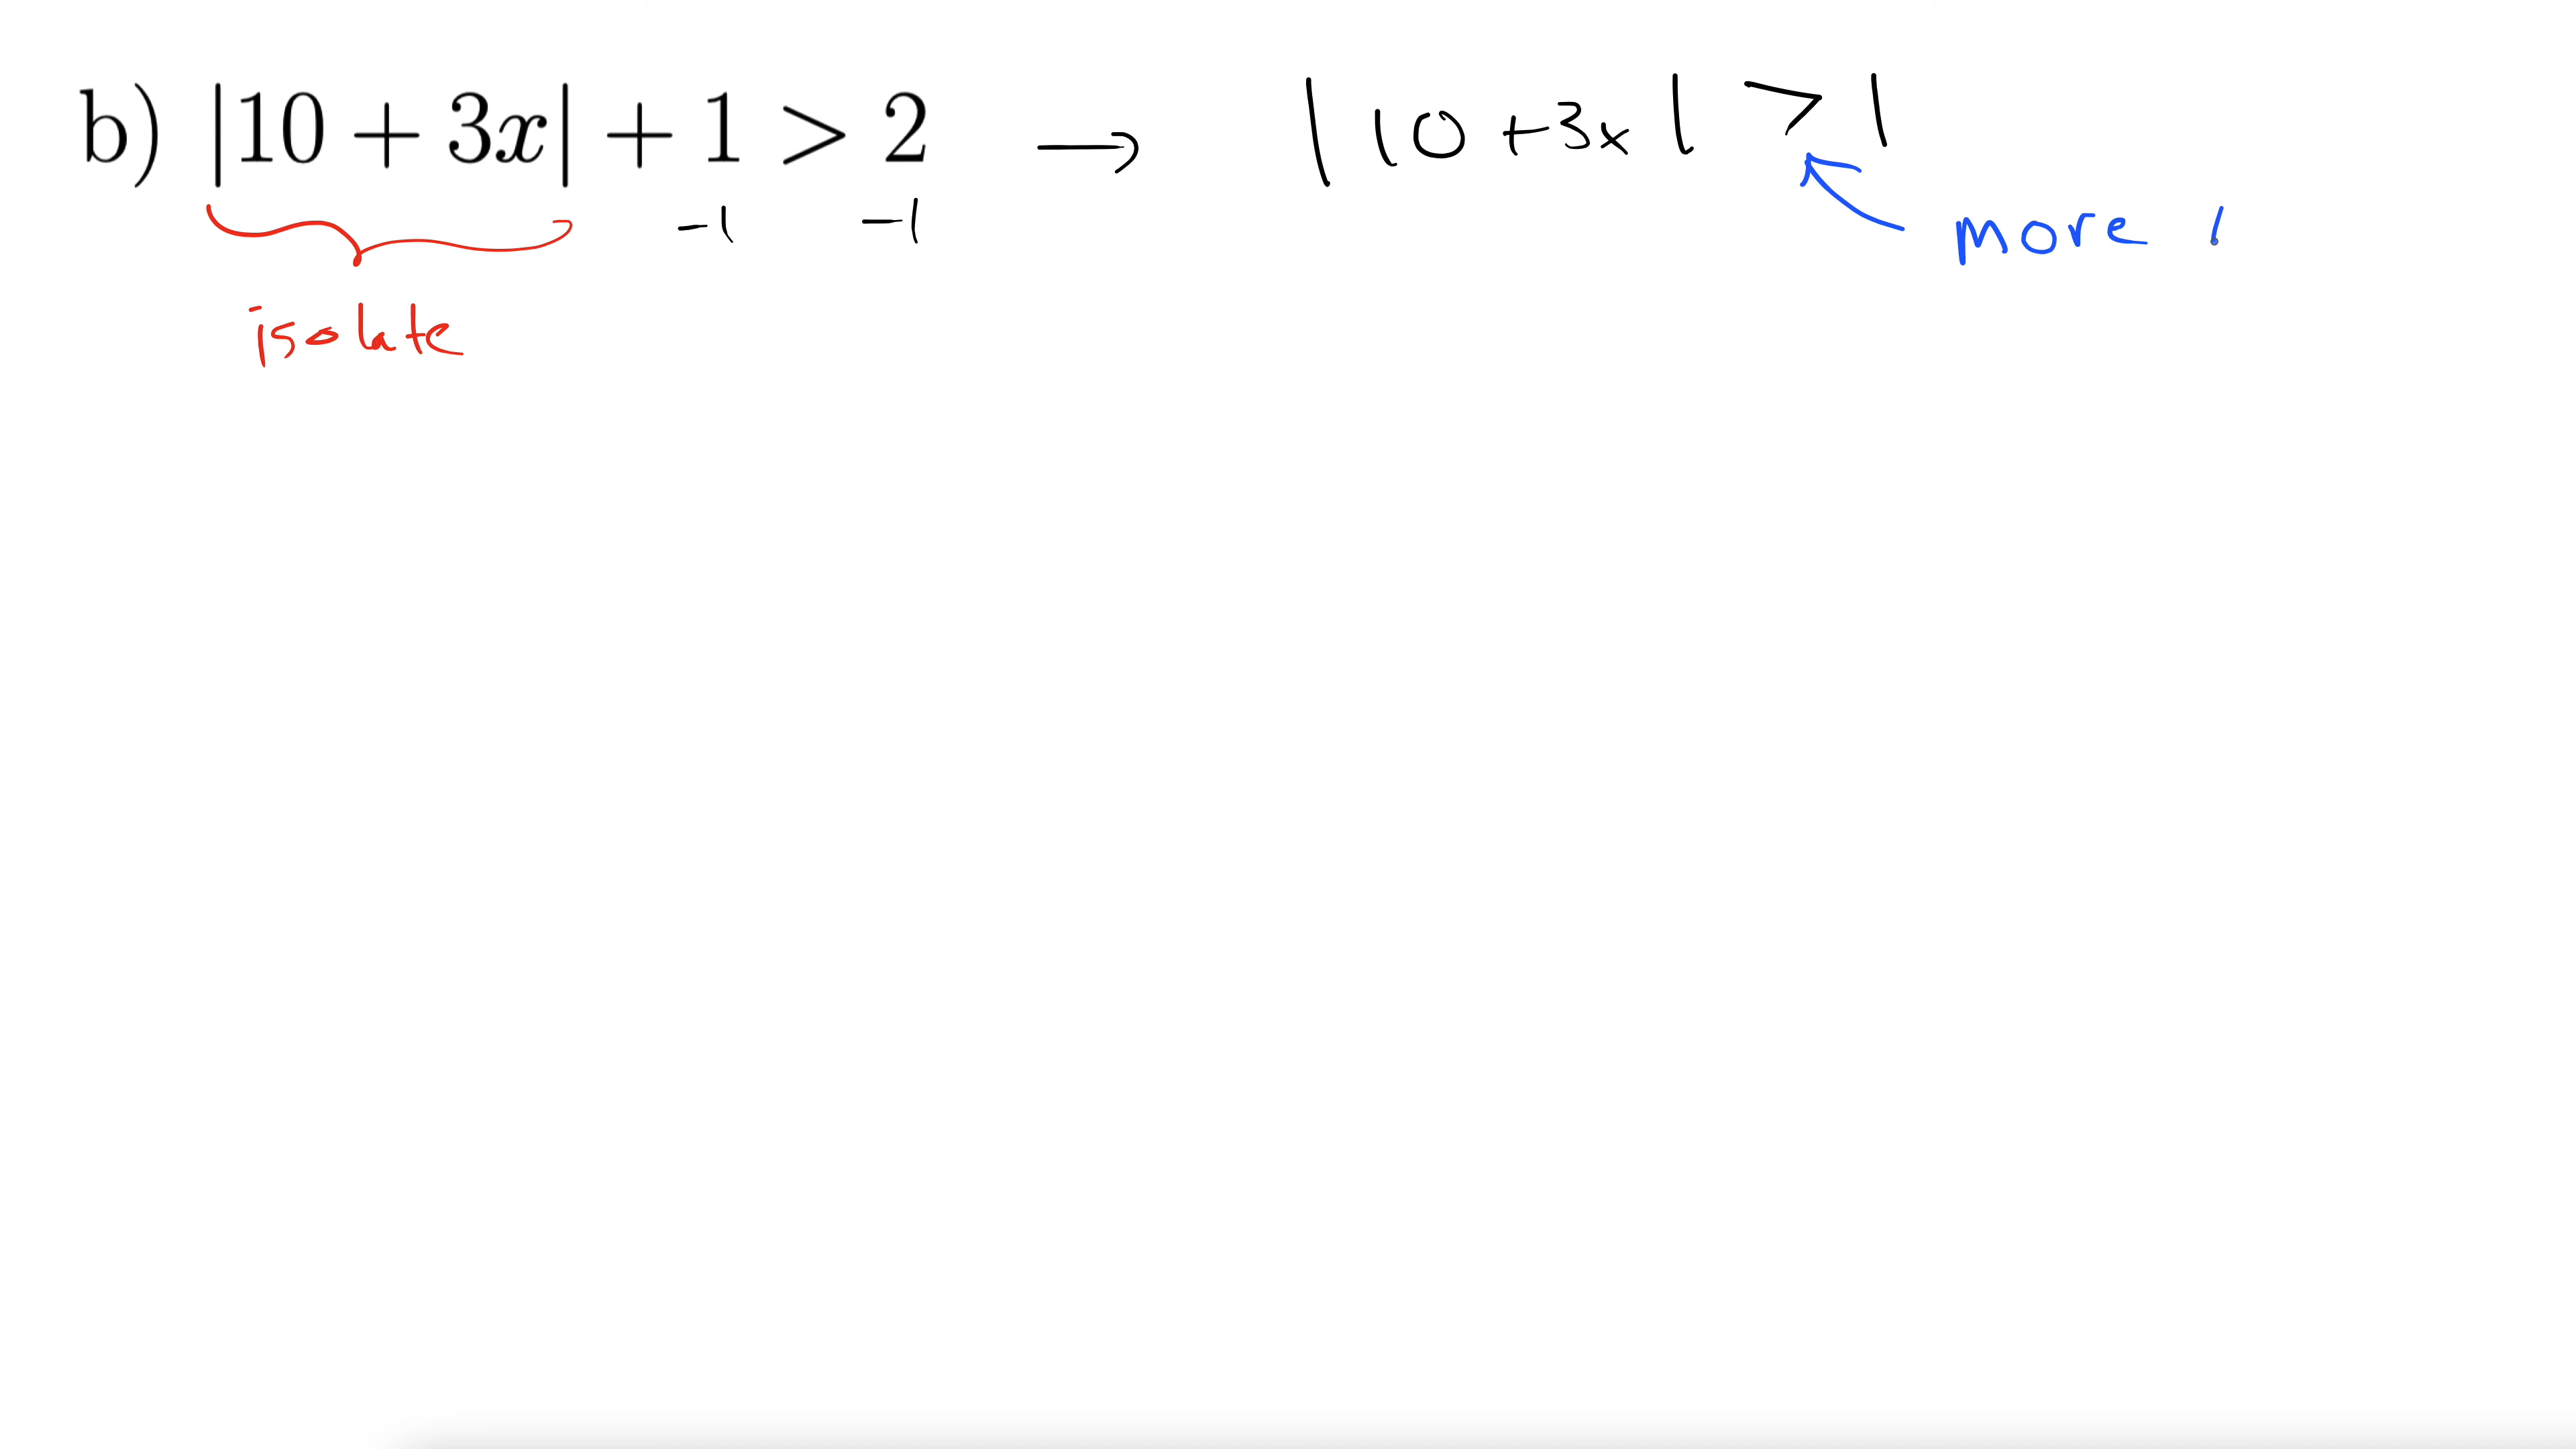 b) |10 + 3x| + 1 > 2 → |10 + 3x| > 1
-1 -1
more
isolate